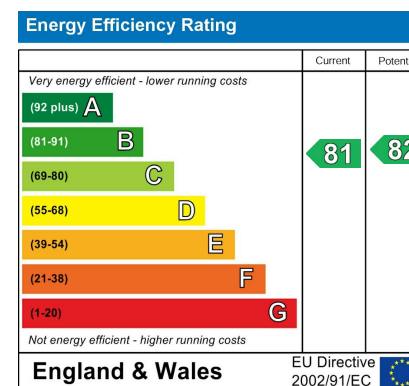 Energy Efficiency Rating
Current Potent
Very energy efficient - lower running costs
(92 plus) A
(81-91) B
(69-80) C
(55-68) D
(39-54) E
(21-38) F
(1-20) G
81 82
Not energy efficient - higher running costs
England & Wales
EU Directive
2002/91/EC